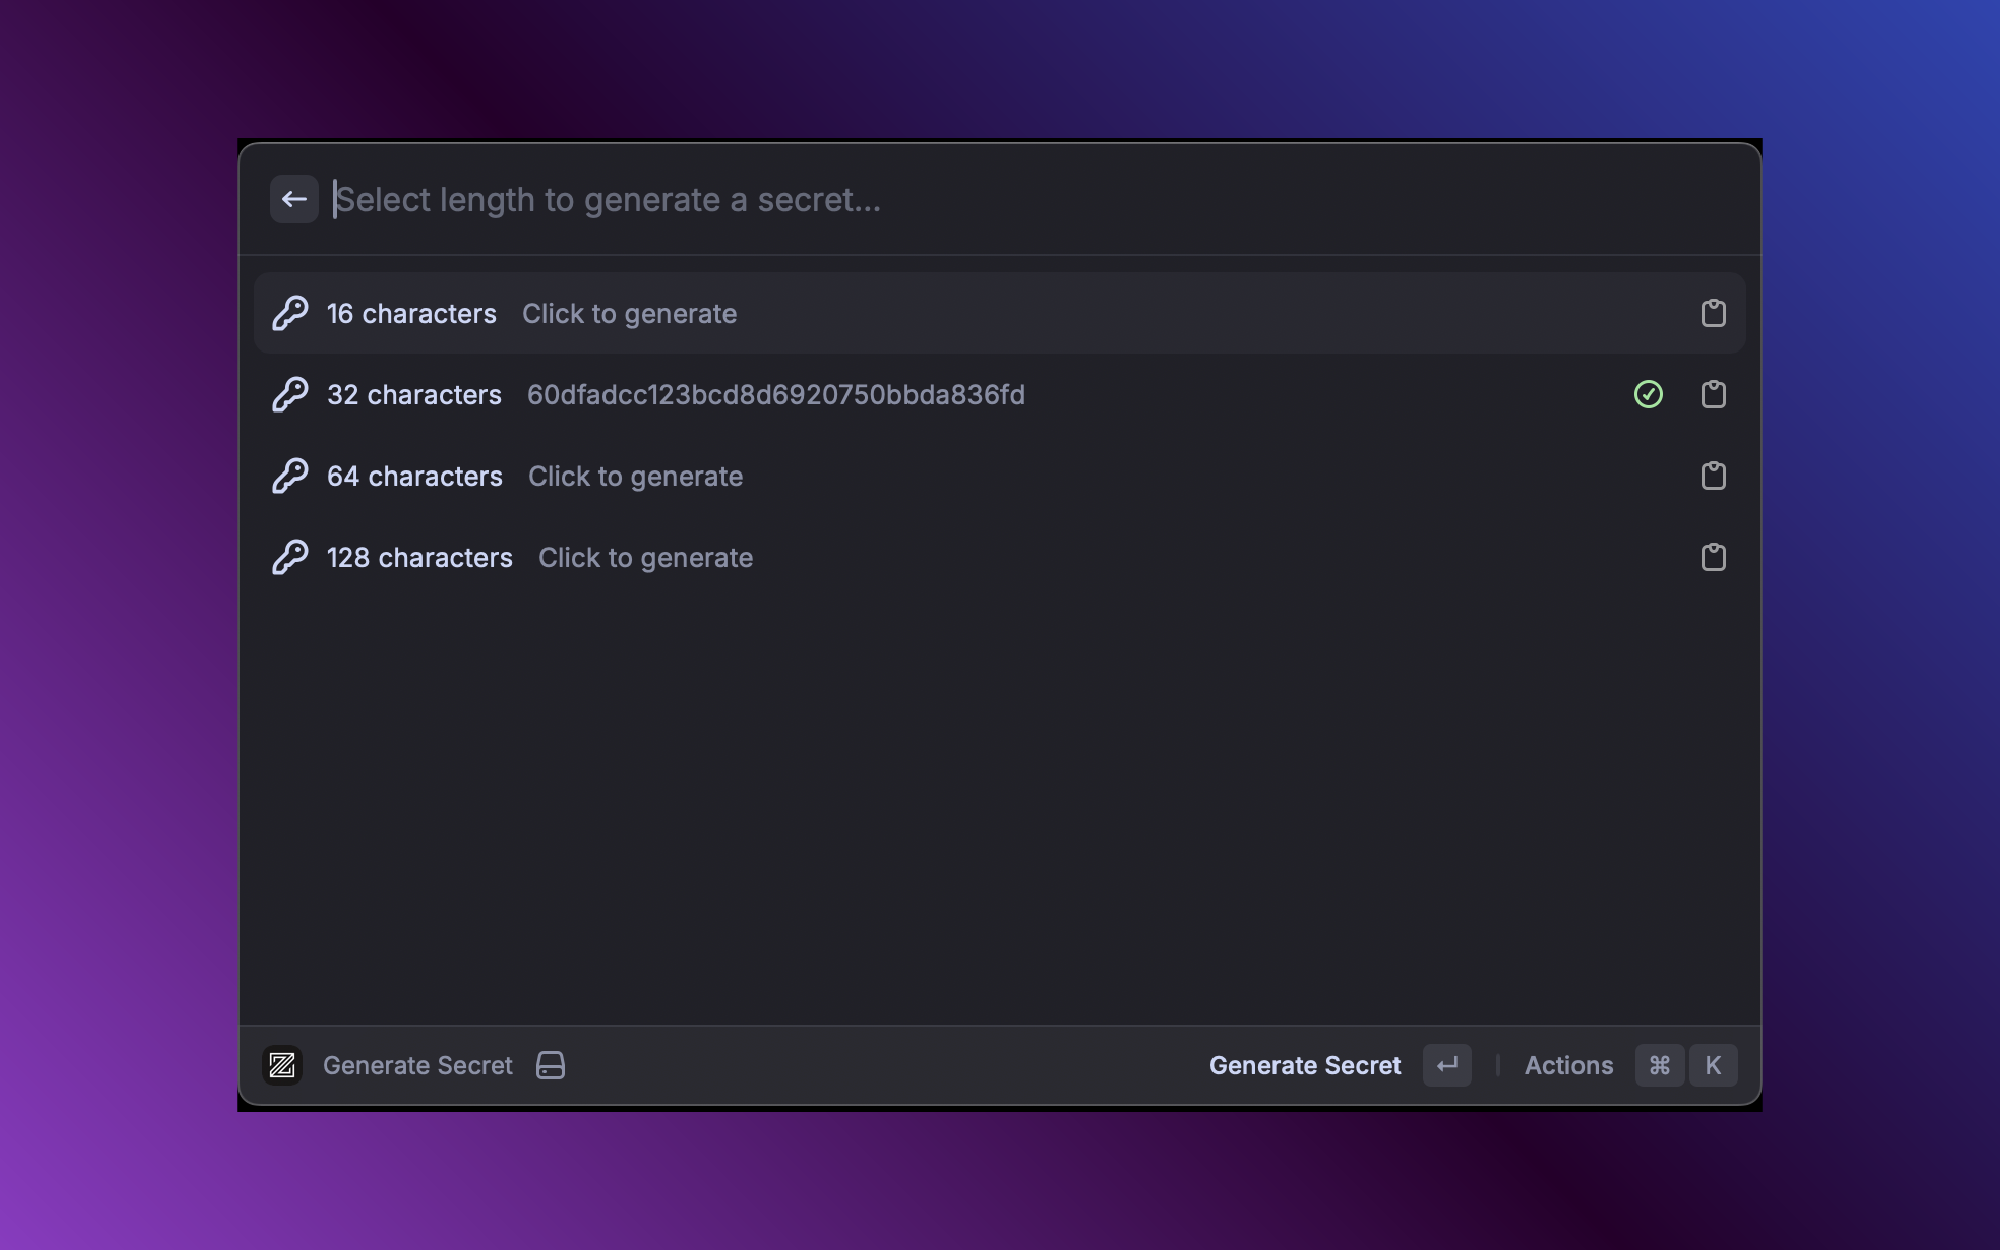 Select length to generate a secret...
16 characters Click to generate
32 characters 60dfadcc123bcd8d6920750bbda836fd
64 characters Click to generate
128 characters Click to generate
Generate Secret Generate Secret ↵ Actions ⌘ K